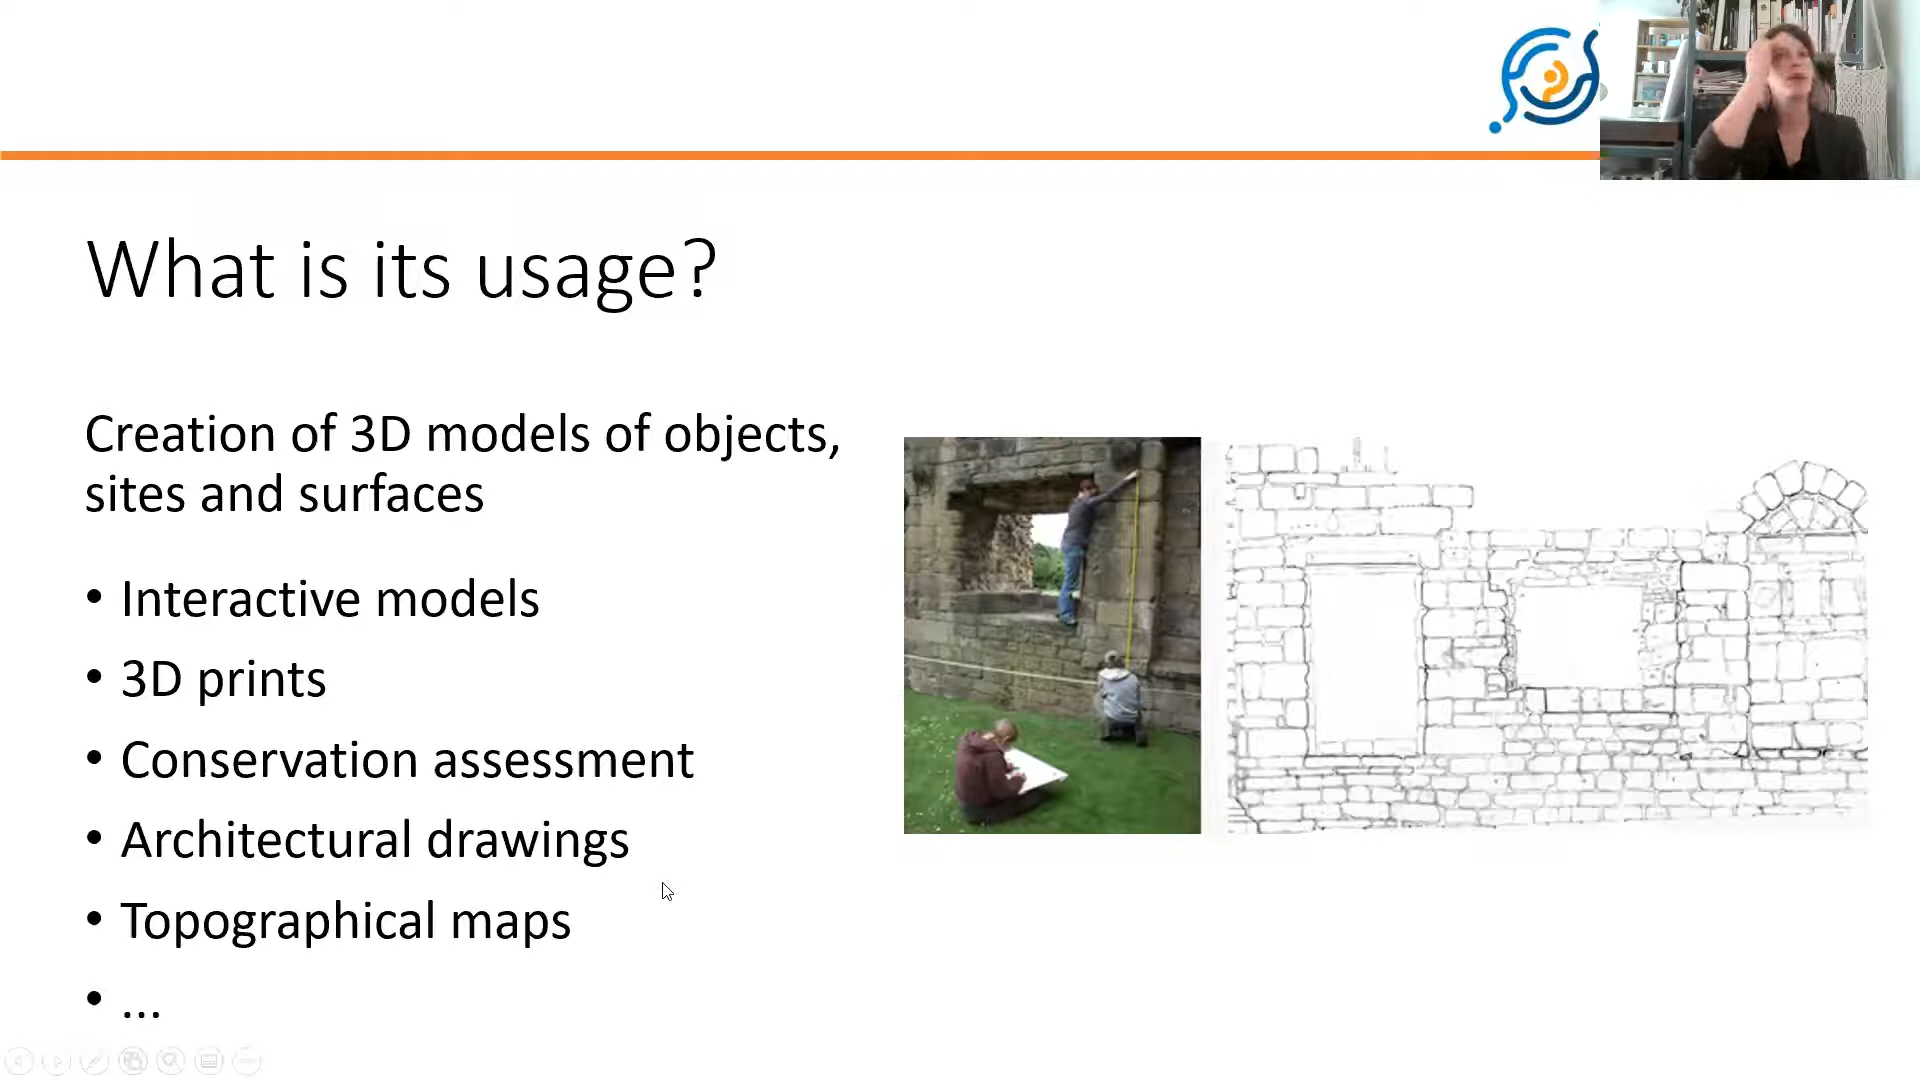 What is its usage?
Creation of 3D models of objects,
sites and surfaces
• Interactive models
• 3D prints
• Conservation assessment
• Architectural drawings
• Topographical maps
• ...